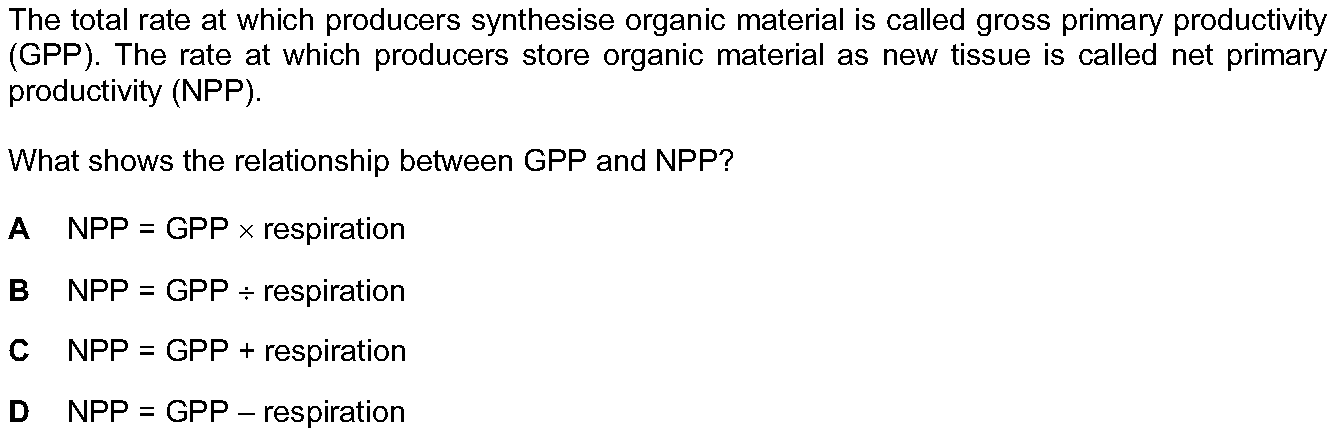 The total rate at which producers synthesise organic material is called gross primary productivity
(GPP). The rate at which producers store organic material as new tissue is called net primary
productivity (NPP).
What shows the relationship between GPP and NPP?
A NPP = GPP × respiration
B NPP = GPP ÷ respiration
C NPP = GPP + respiration
D NPP = GPP – respiration